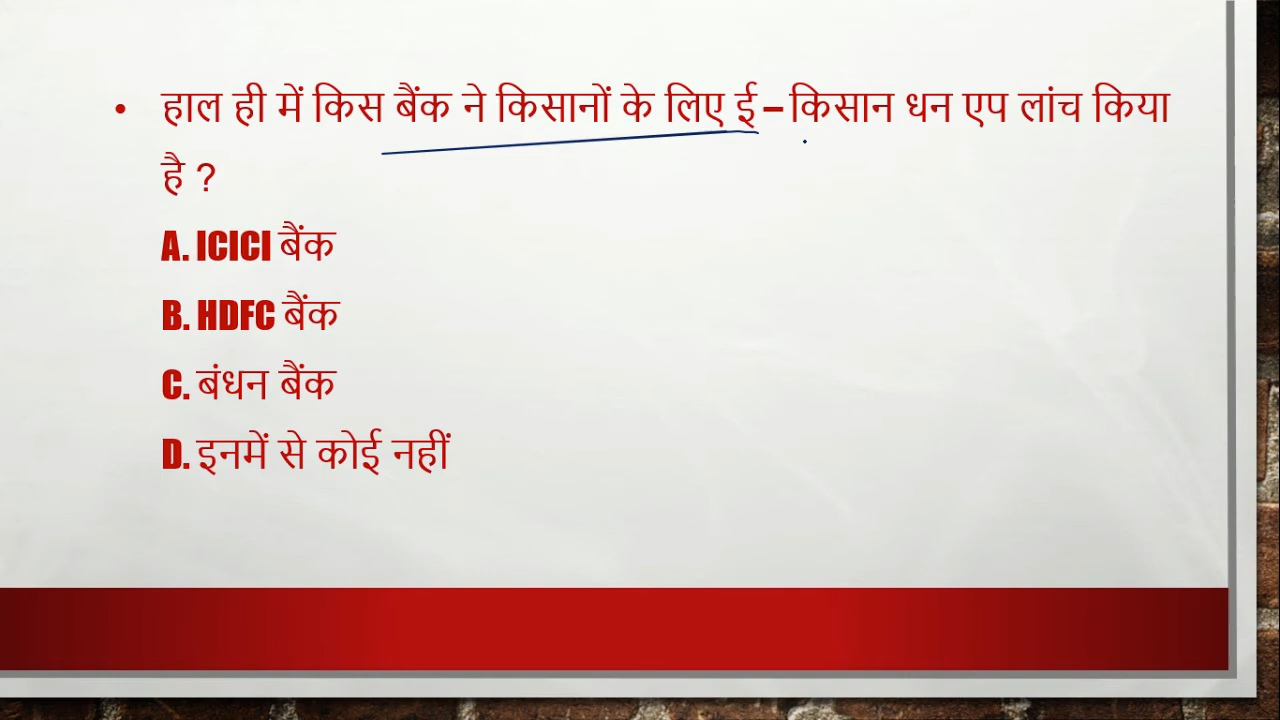 • हाल ही में किस बैंक ने किसानों के लिए ई – किसान धन एप लांच किया
है ?
A. ICICI बैंक
B. HDFC बैंक
C. बंधन बैंक
D. इनमें से कोई नहीं